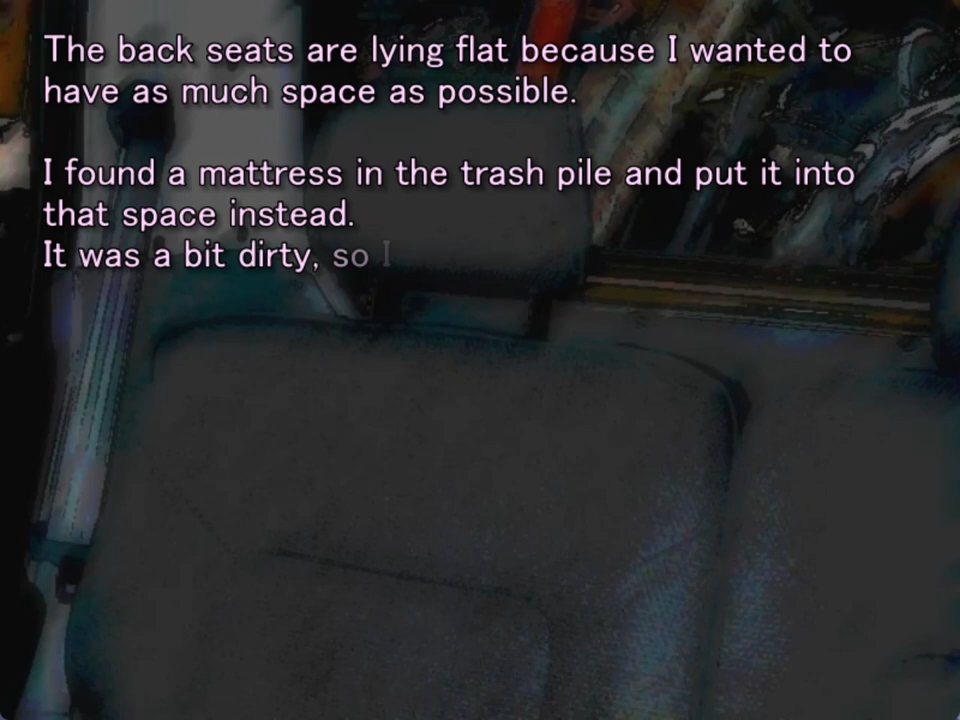 The back seats are lying flat because I wanted to
have as much space as possible.
I found a mattress in the trash pile and put it into
that space instead.
It was a bit dirty, so I